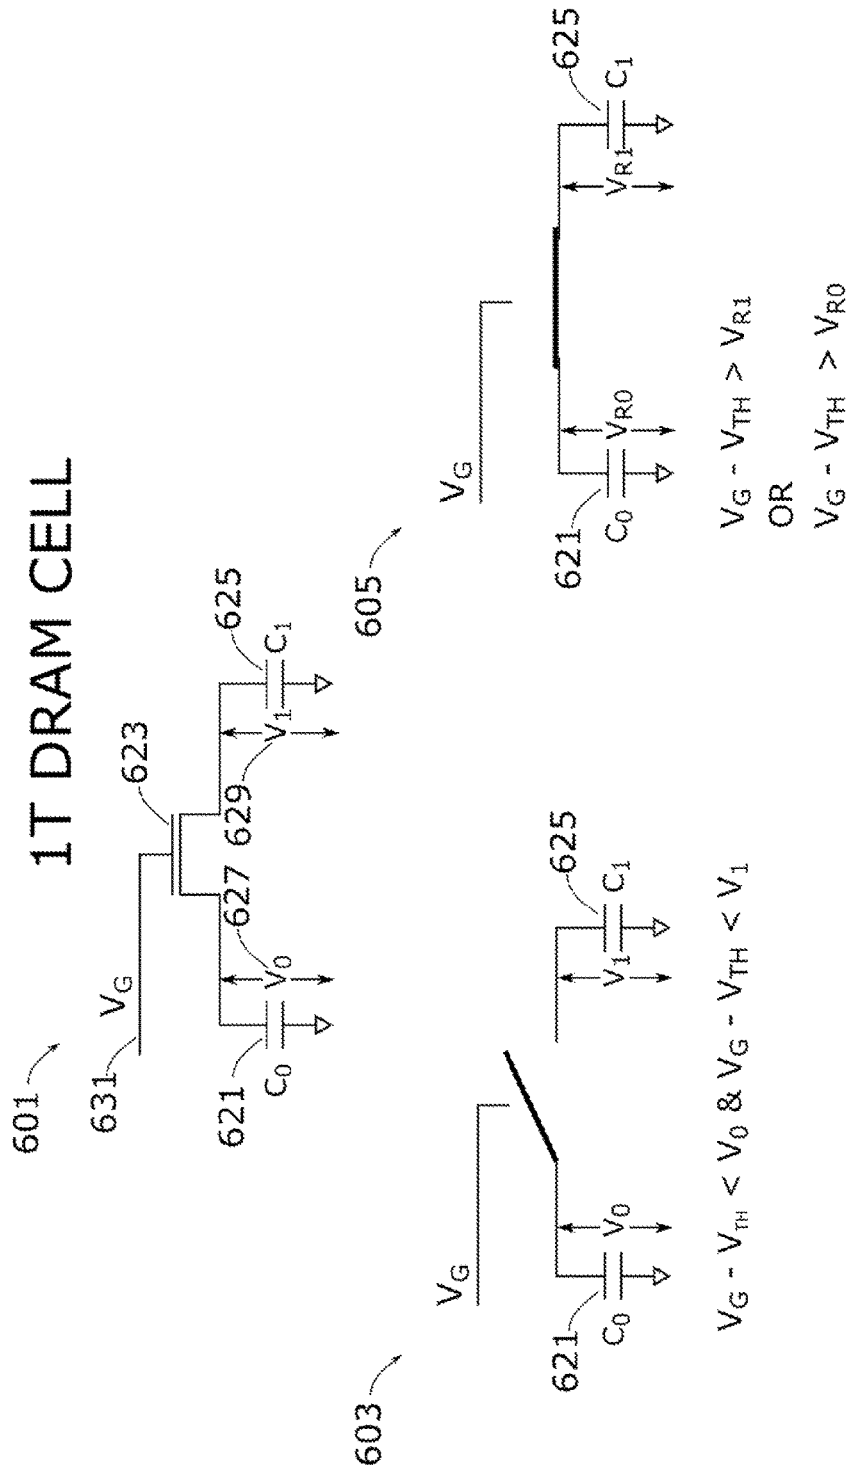 1T DRAM CELL
601
631
V_G
623
621
C_0
627
V_0
629
V_1
625
C_1
603
V_G
621
C_0
V_0
V_1
625
C_1
V_G - V_TH < V_0 & V_G - V_TH < V_1
605
V_G
621
C_0
V_R0
V_R1
625
C_1
V_G - V_TH > V_R1
OR
V_G - V_TH > V_R0